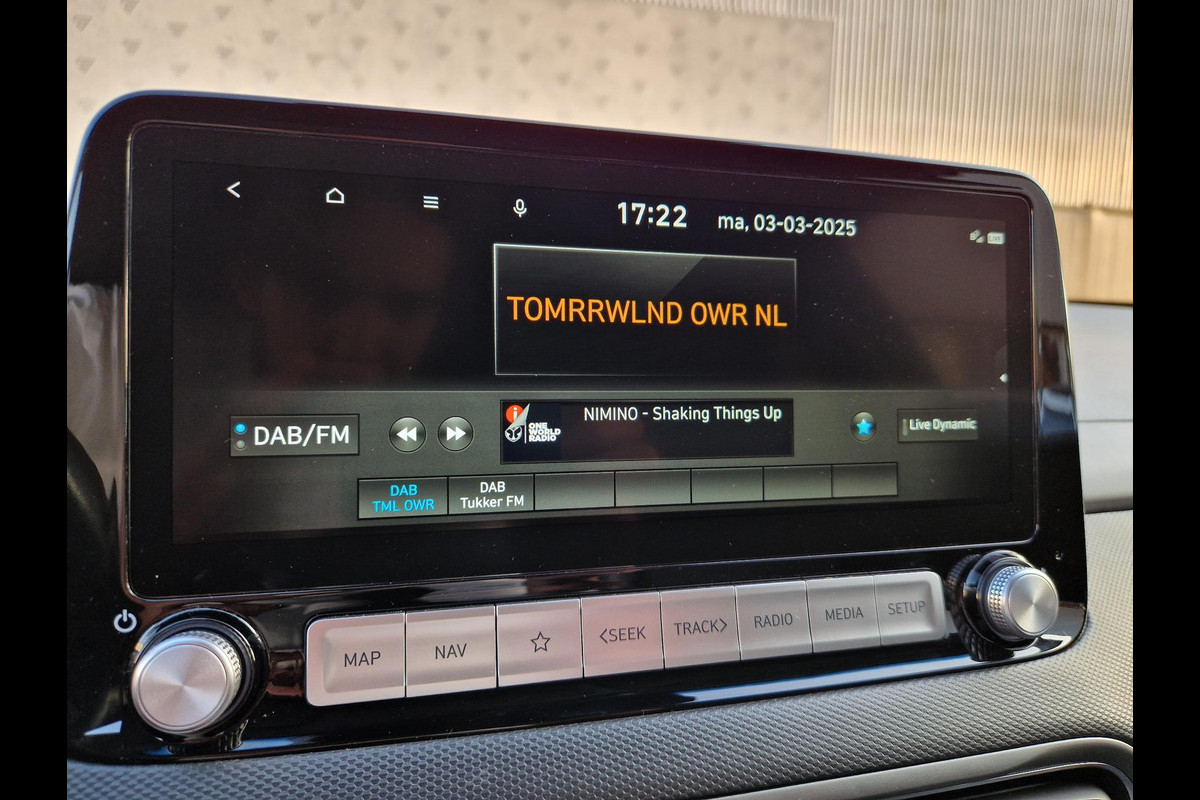 17:22 ma, 03-03-2025
LIVE
TOMRRWLND OWR NL
DAB/FM
ONE
WORLD
RADIO
NIMINO - Shaking Things Up
Live Dynamic
DAB
TML OWR
DAB
Tukker FM
MAP NAV <SEEK TRACK> RADIO MEDIA SETUP